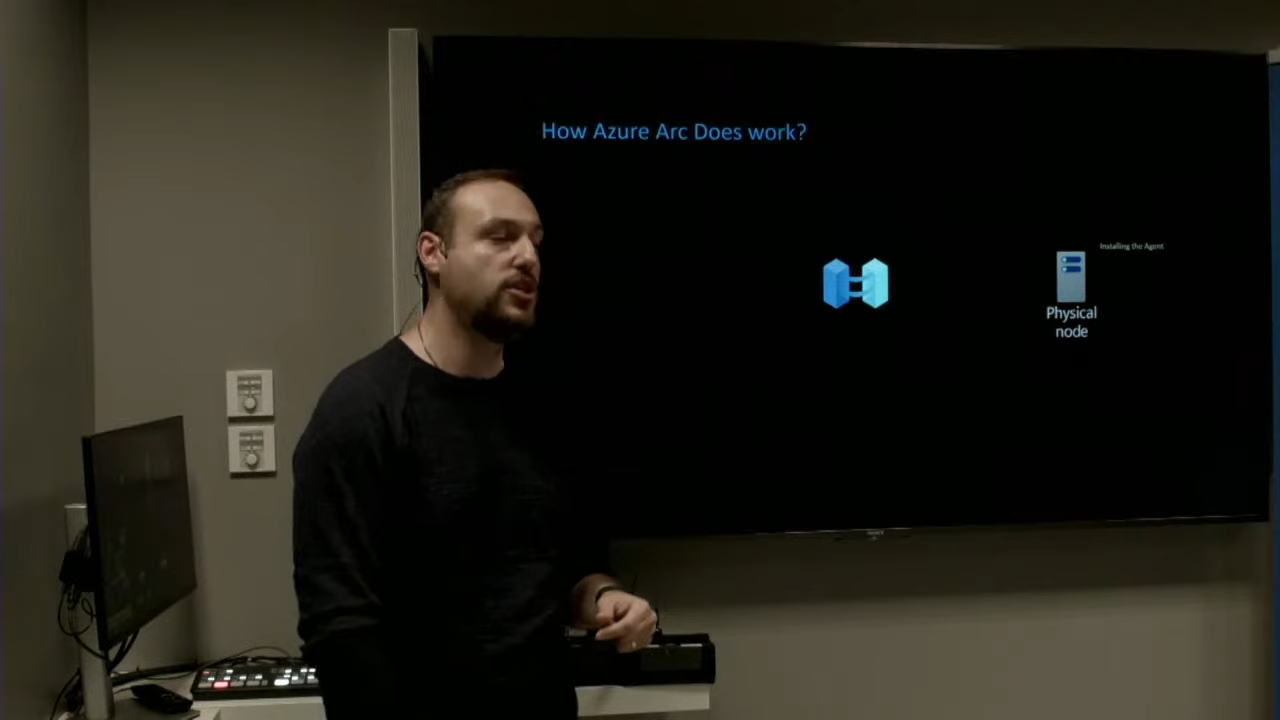 How Azure Arc Does work?
Installing the Agent
Physical
node